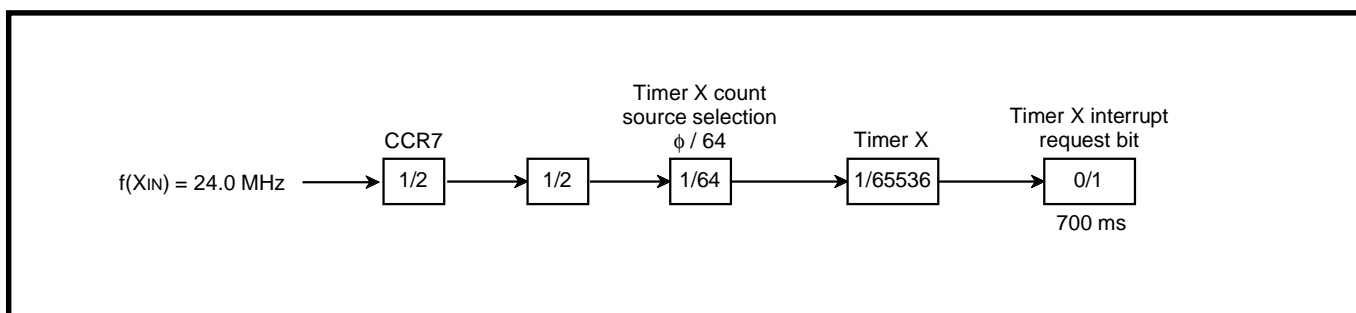 Timer X count
source selection
ϕ / 64
Timer X interrupt
request bit
CCR7
Timer X
f(XIN) = 24.0 MHz
1/2
1/2
1/64
1/65536
0/1
700 ms